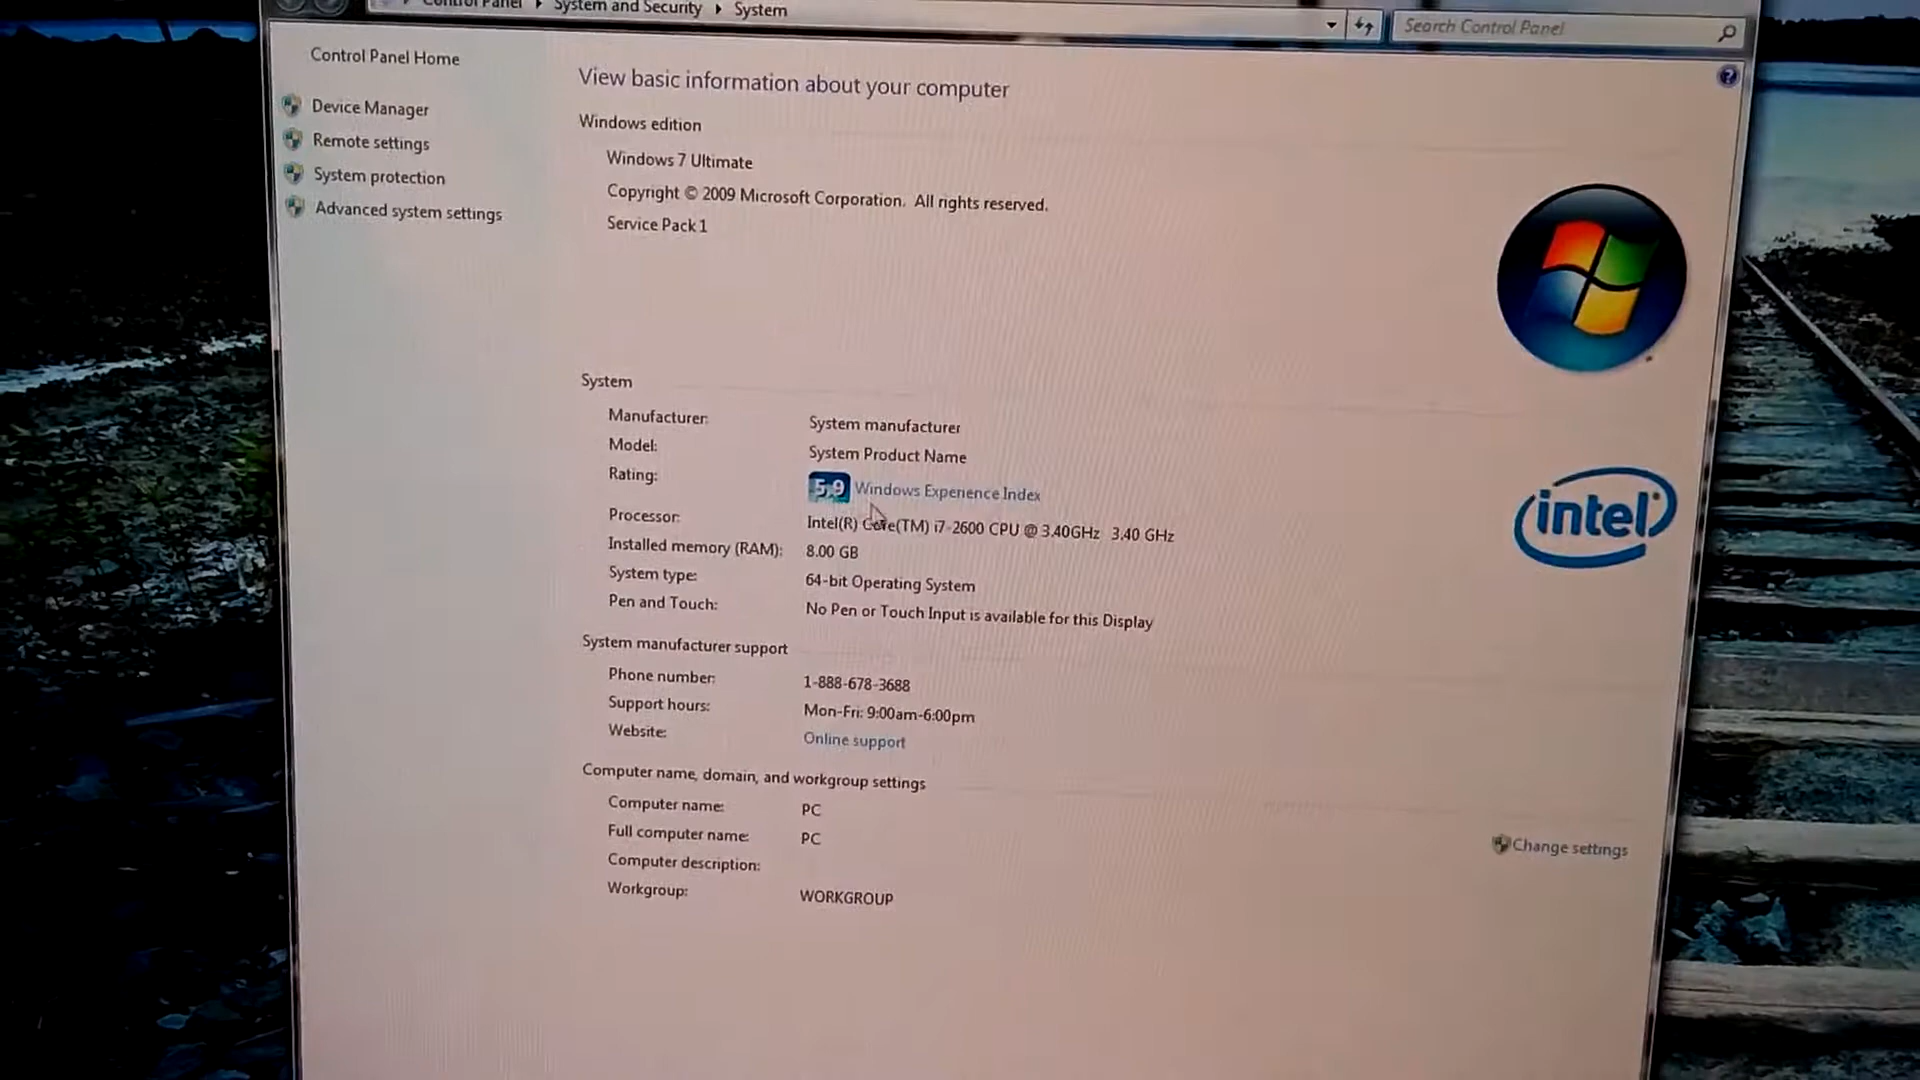 Control Panel ▸ System and Security ▸ System
Search Control Panel
Control Panel Home
Device Manager
Remote settings
System protection
Advanced system settings
View basic information about your computer
Windows edition
Windows 7 Ultimate
Copyright © 2009 Microsoft Corporation. All rights reserved.
Service Pack 1
System
Manufacturer: System manufacturer
Model: System Product Name
Rating: 5,9 Windows Experience Index
Processor: Intel(R) Core(TM) i7-2600 CPU @ 3.40GHz 3.40 GHz
Installed memory (RAM): 8.00 GB
System type: 64-bit Operating System
Pen and Touch: No Pen or Touch Input is available for this Display
intel
System manufacturer support
Phone number: 1-888-678-3688
Support hours: Mon-Fri: 9:00am-6:00pm
Website: Online support
Computer name, domain, and workgroup settings
Computer name: PC
Full computer name: PC
Computer description:
Workgroup: WORKGROUP
Change settings